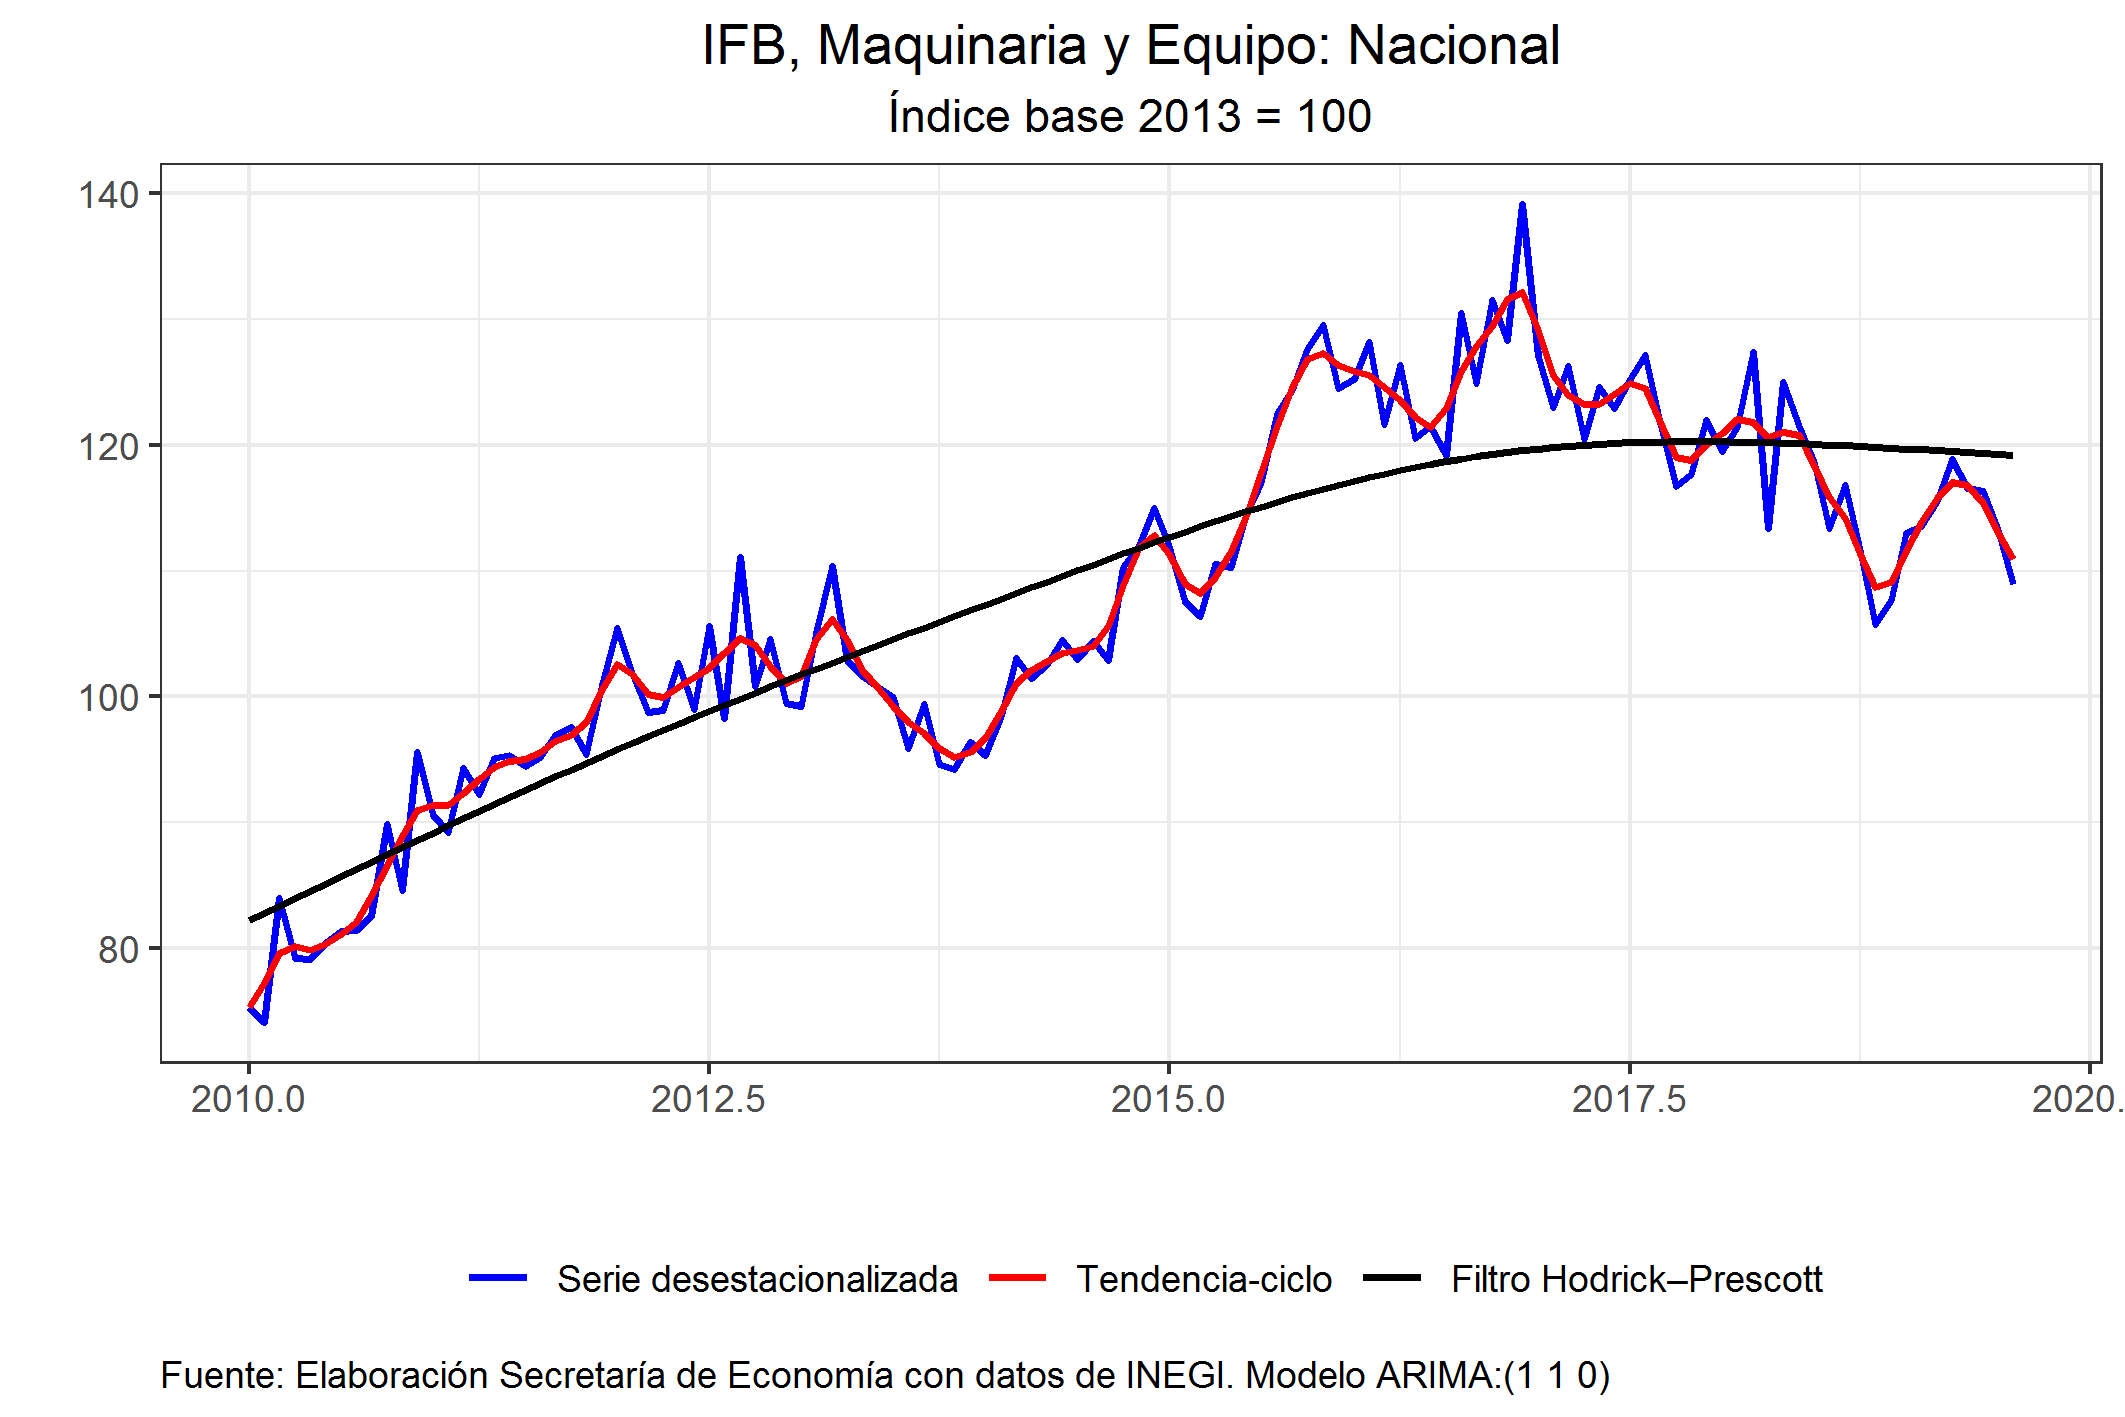 IFB, Maquinaria y Equipo: Nacional
Índice base 2013 = 100
140
120
100
80
2010.0 2012.5 2015.0 2017.5 2020.
Serie desestacionalizada Tendencia-ciclo Filtro Hodrick–Prescott
Fuente: Elaboración Secretaría de Economía con datos de INEGI. Modelo ARIMA:(1 1 0)